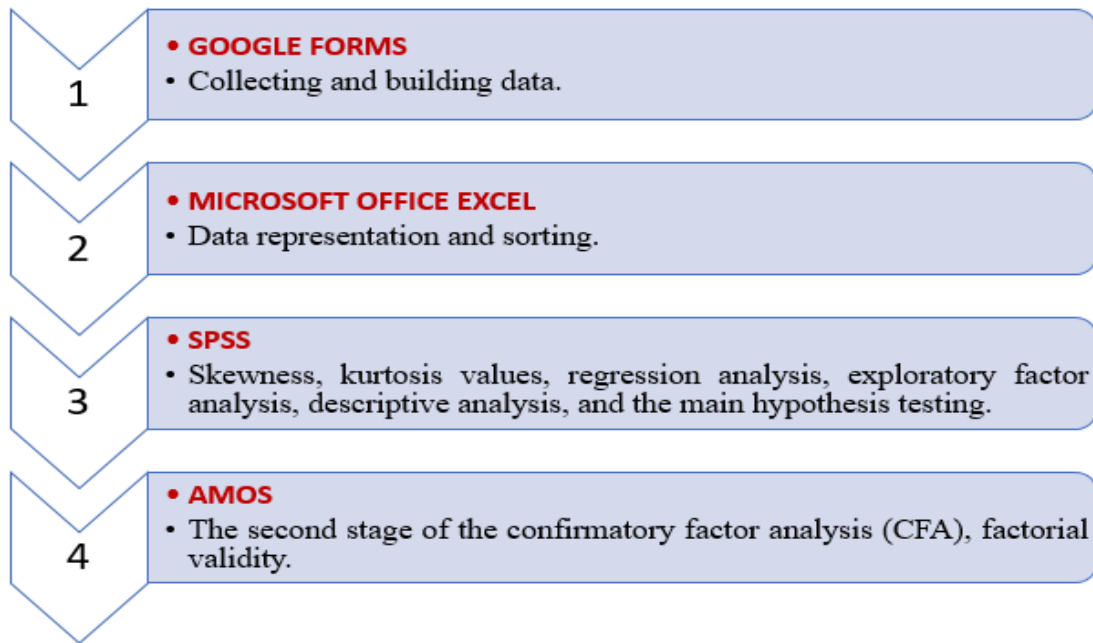 1
• GOOGLE FORMS
• Collecting and building data.
2
• MICROSOFT OFFICE EXCEL
• Data representation and sorting.
3
• SPSS
• Skewness, kurtosis values, regression analysis, exploratory factor
analysis, descriptive analysis, and the main hypothesis testing.
4
• AMOS
• The second stage of the confirmatory factor analysis (CFA), factorial
validity.